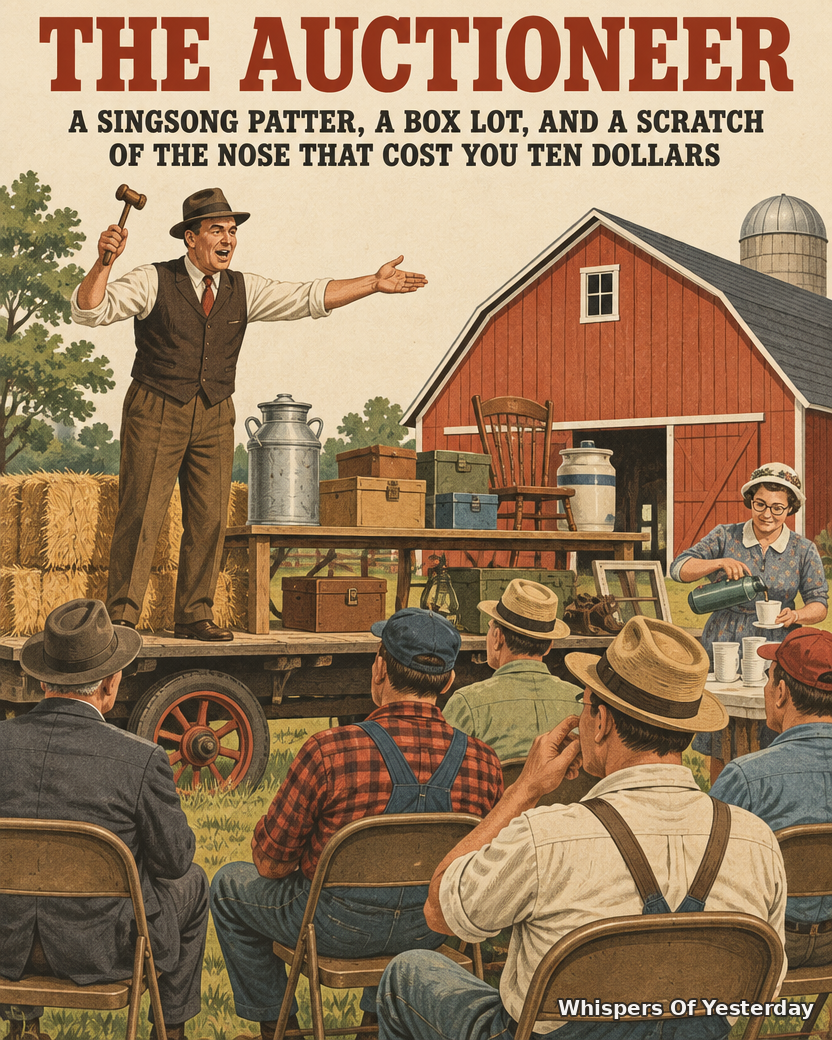 THE AUCTIONEER
A SINGSONG PATTER, A BOX LOT, AND A SCRATCH
OF THE NOSE THAT COST YOU TEN DOLLARS
Whispers Of Yesterday